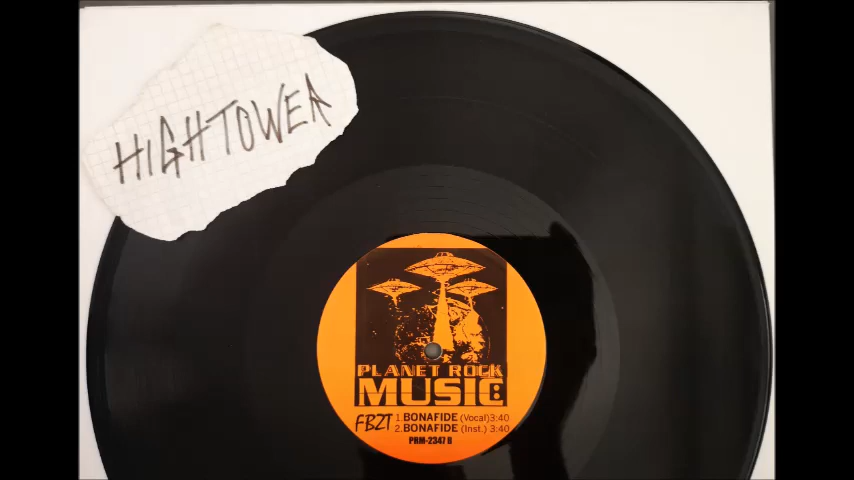 HIGHTOWER
PLANET ROCK
MUSIC
FBZT 1. BONAFIDE (Vocal) 3:40
2. BONAFIDE (Inst.) 3:40
PRM-2347 B